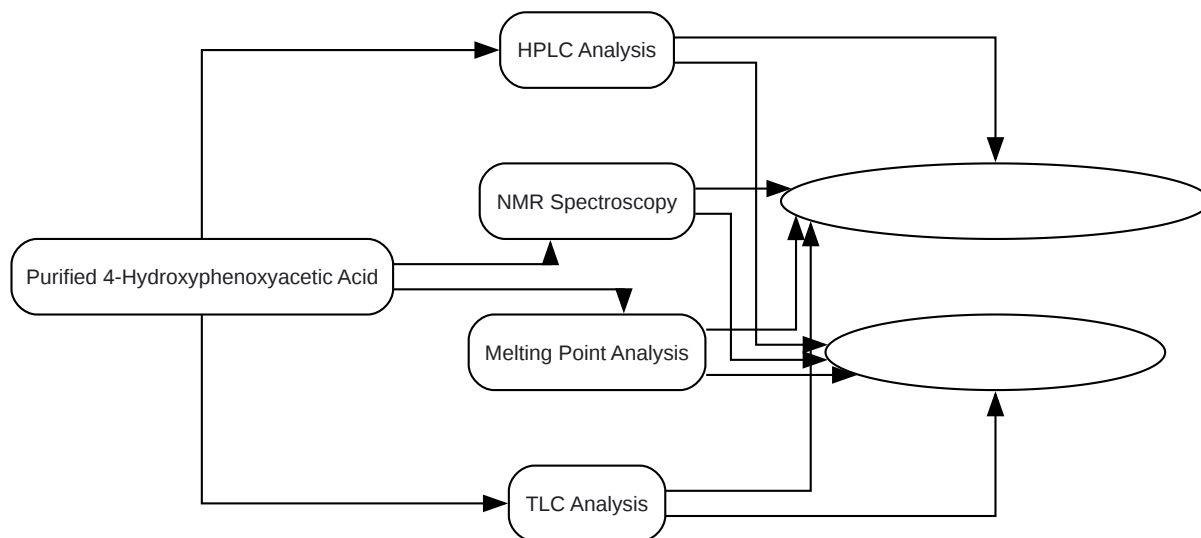 HPLC Analysis
NMR Spectroscopy
Purified 4-Hydroxyphenoxyacetic Acid
Melting Point Analysis
TLC Analysis